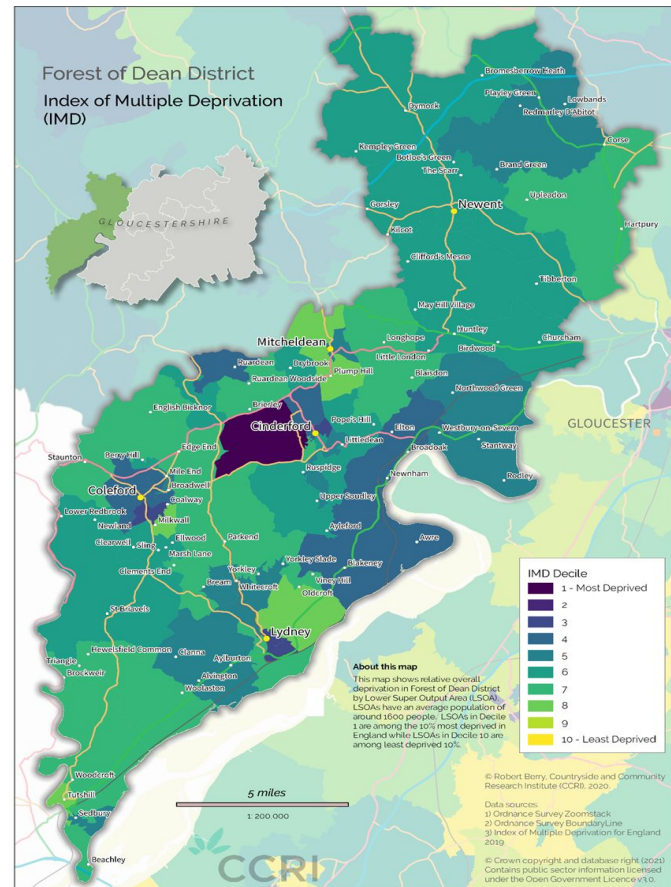 Forest of Dean District
Index of Multiple Deprivation
(IMD)
GLOUCESTERSHIRE
Bromesberrow Heath
Playley Green
Lowbands
Redmarley D'Abitot
Dymock
Corse
Kempley Green
Botloe's Green
The Scarr
Brand Green
Upleadon
Gorsley
Newent
Hartpury
Kilcot
Clifford's Mesne
Tibberton
May Hill Village
Huntley
Churcham
Birdwood
Mitcheldean
Longhope
Little London
Ruardean
Drybrook
Ruardean Woodside
Plump Hill
Blaisdon
Northwood Green
English Bicknor
Brierley
Pope's Hill
GLOUCESTER
Cinderford
Elton
Westbury-on-Severn
Littledean
Stantway
Edge End
Broadoak
Staunton
Berry Hill
Mile End
Ruspidge
Newnham
Rodley
Coleford
Broadwell
Coalway
Upper Soudley
Lower Redbrook
Newland
Milkwall
Ayleford
Awre
Clearwell
Sling
Ellwood
Parkend
Marsh Lane
Clements End
Yorkley
Yorkley Slade
Blakeney
Bream
Whitecroft
Viney Hill
Oldcroft
St Briavels
Lydney
Hewelsfield Common
Clanna
Aylburton
Triangle
Brockweir
Alvington
Woolaston
Woodcroft
Tutshill
Sedbury
Beachley
IMD Decile
1 - Most Deprived
2
3
4
5
6
7
8
9
10 - Least Deprived
About this map
This map shows relative overall
deprivation in Forest of Dean District
by Lower Super Output Area (LSOA).
LSOAs have an average population of
around 1600 people. LSOAs in Decile
1 are among the 10% most deprived in
England while LSOAs in Decile 10 are
among least deprived 10%.
5 miles
1: 200,000
CCRI
© Robert Berry, Countryside and Community
Research Institute (CCRI), 2020.
Data sources:
1) Ordnance Survey Zoomstack
2) Ordnance Survey BoundaryLine
3) Index of Multiple Deprivation for England
2019
© Crown copyright and database right (2021)
Contains public sector information licensed
under the Open Government Licence v3.0.